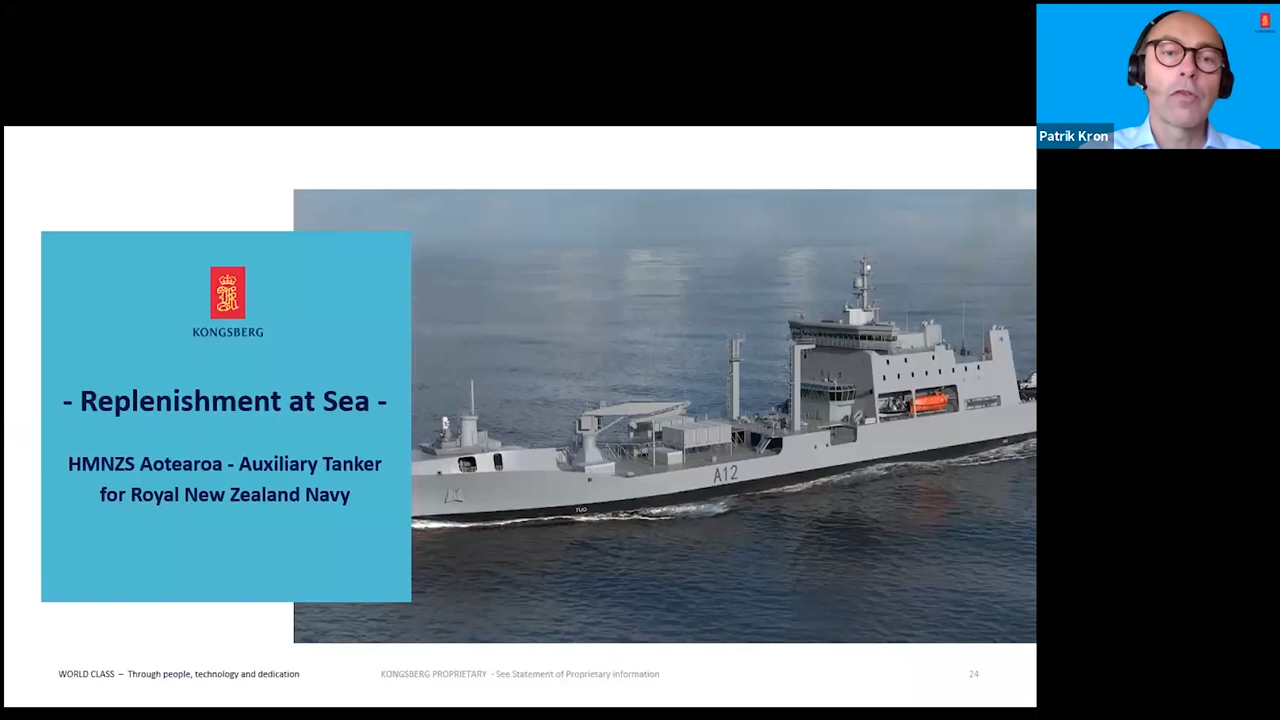 Patrik Kron
KONGSBERG
- Replenishment at Sea -
HMNZS Aotearoa - Auxiliary Tanker
for Royal New Zealand Navy
A12
WORLD CLASS – Through people, technology and dedication
KONGSBERG PROPRIETARY - See Statement of Proprietary information
24